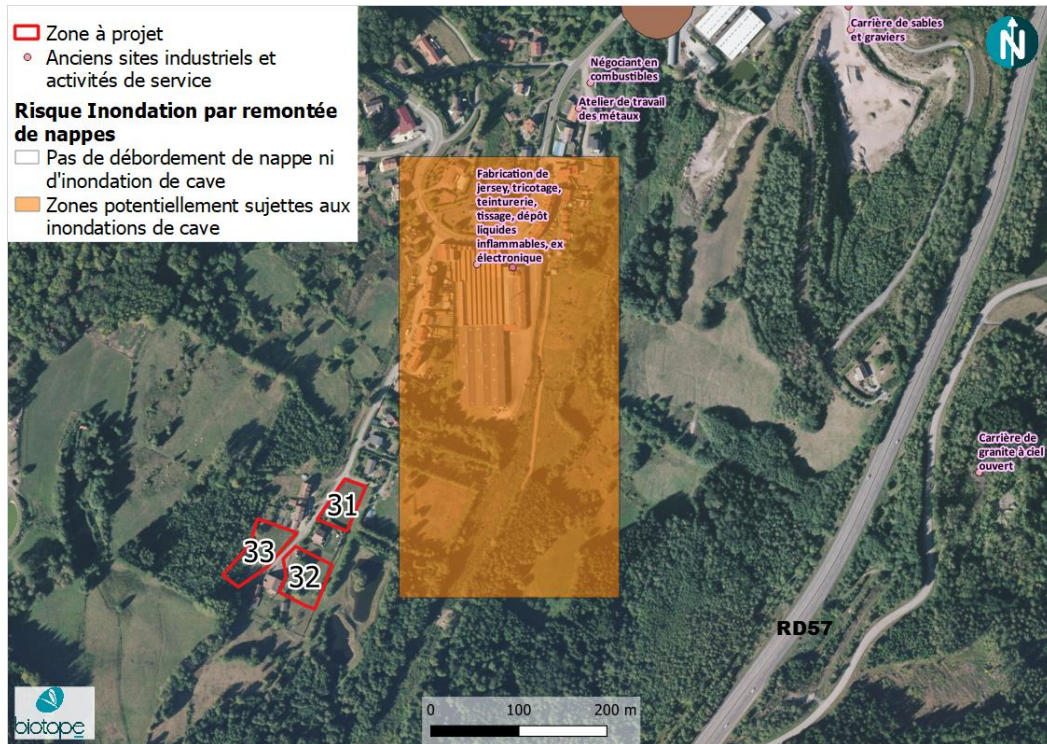 Zone à projet
Anciens sites industriels et
activités de service
Risque Inondation par remontée
de nappes
Pas de débordement de nappe ni
d'inondation de cave
Zones potentiellement sujettes aux
inondations de cave
Carrière de sables
et graviers
N
Négociant en
combustibles
Atelier de travail
des métaux
Fabrication de
jersey, tricotage,
teinturerie,
tissage, dépôt
liquides
inflammables, ex
électronique
Carrière de
granite à ciel
ouvert
31
33
32
RD57
biotope
0 100 200 m